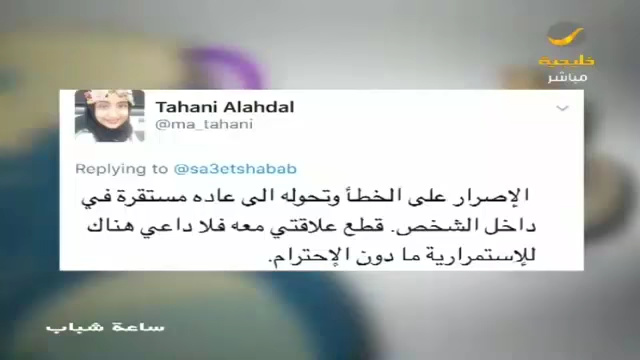 خليجية
مباشر
Tahani Alahdal
@ma_tahani
Replying to @sa3etshabab
الإصرار على الخطأ وتحوله الى عاده مستقرة في
داخل الشخص. قطع علاقتي معه فلا داعي هناك
للإستمرارية ما دون الإحترام.
ساعة شباب